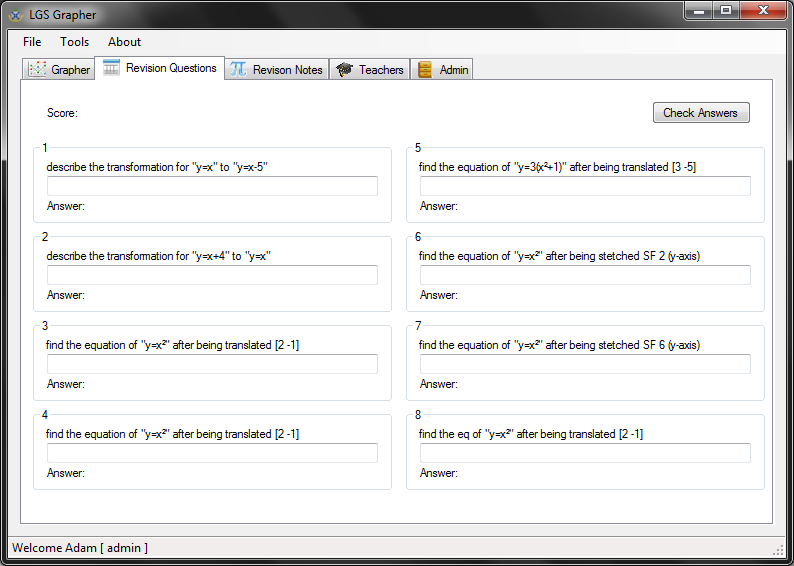 LGS Grapher
File Tools About
Grapher Revision Questions Revison Notes Teachers Admin
Score: Check Answers
1
describe the transformation for "y=x" to "y=x-5"
Answer:
2
describe the transformation for "y=x+4" to "y=x"
Answer:
3
find the equation of "y=x²" after being translated [2 -1]
Answer:
4
find the equation of "y=x²" after being translated [2 -1]
Answer:
5
find the equation of "y=3(x²+1)" after being translated [3 -5]
Answer:
6
find the equation of "y=x²" after being stetched SF 2 (y-axis)
Answer:
7
find the equation of "y=x²" after being stetched SF 6 (y-axis)
Answer:
8
find the eq of "y=x²" after being translated [2 -1]
Answer:
Welcome Adam [ admin ]